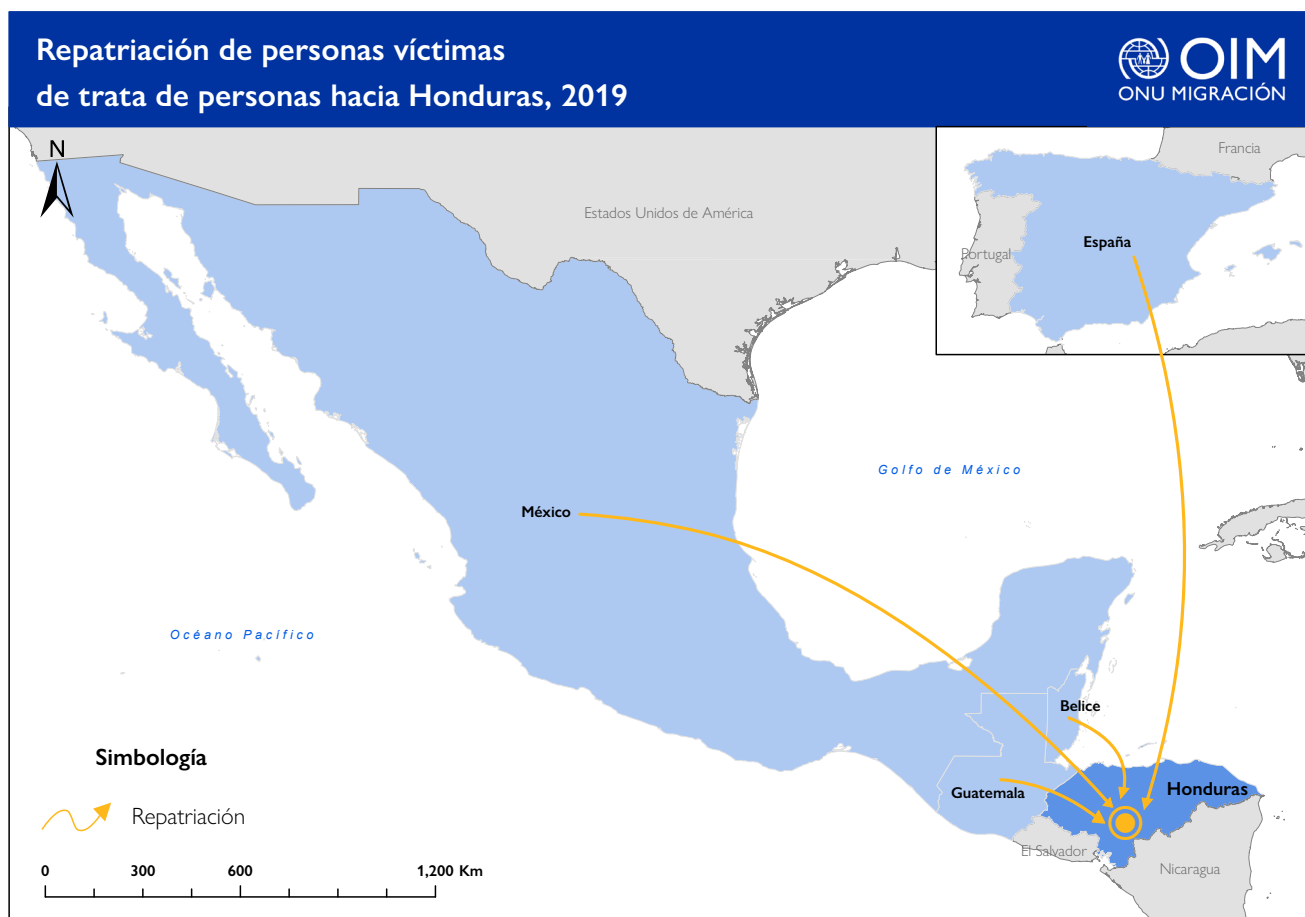 Repatriación de personas víctimas
de trata de personas hacia Honduras, 2019
OIM
ONU MIGRACIÓN
N
Francia
Estados Unidos de América
España
Portugal
Golfo de México
México
Océano Pacífico
Belice
Simbología
Guatemala
Honduras
Repatriación
El Salvador
Nicaragua
0 300 600 1,200 Km